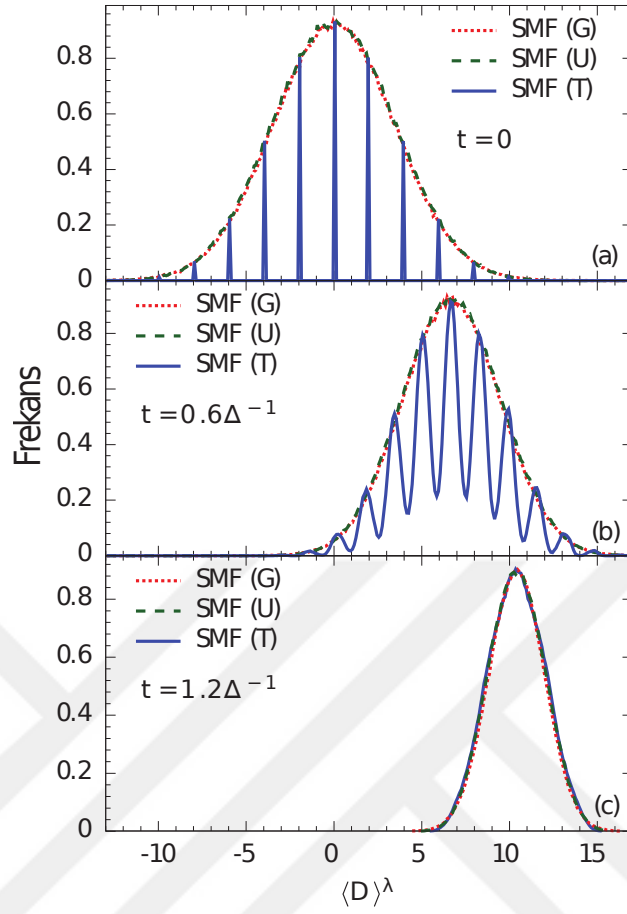 0.8
0.6
0.4
0.2
0
SMF (G)
SMF (U)
SMF (T)
t = 0
(a)
0.8
0.6
0.4
0.2
0
SMF (G)
SMF (U)
SMF (T)
t = 0.6Δ⁻¹
(b)
Frekans
0.8
0.6
0.4
0.2
0
SMF (G)
SMF (U)
SMF (T)
t = 1.2Δ⁻¹
(c)
-10 -5 0 5 10 15
⟨D⟩^λ